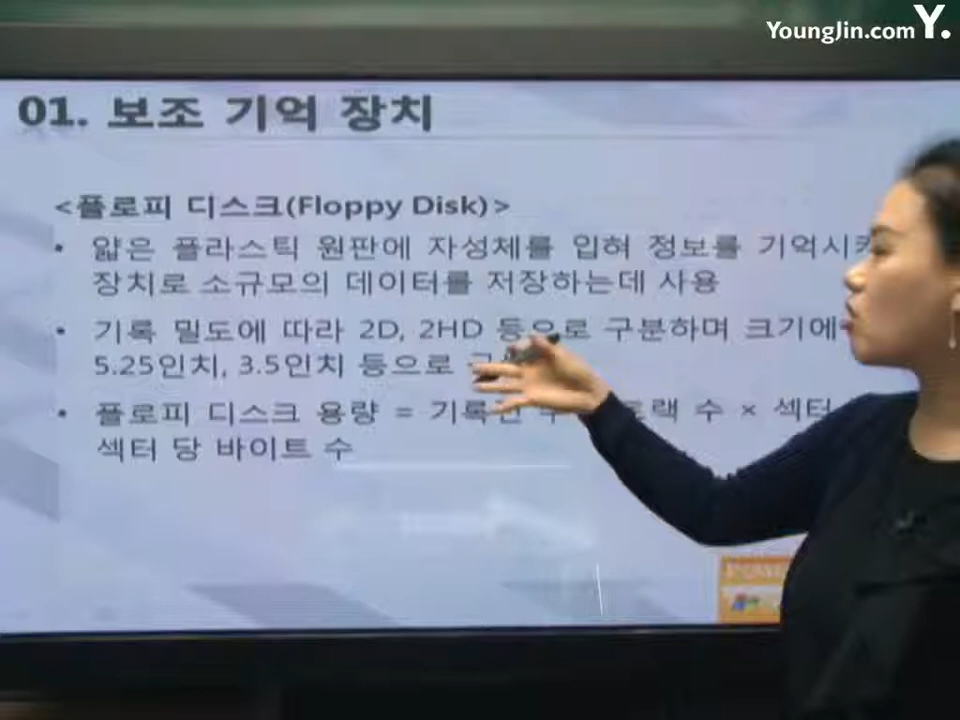 YoungJin.com Y.
01. 보조 기억 장치
<플로피 디스크(Floppy Disk)>
• 얇은 플라스틱 원판에 자성체를 입혀 정보를 기억시키
장치로 소규모의 데이터를 저장하는데 사용
• 기록 밀도에 따라 2D, 2HD 등으로 구분하며 크기에
5.25인치, 3.5인치 등으로
• 플로피 디스크 용량 = 수 × 섹터
섹터 당 바이트 수